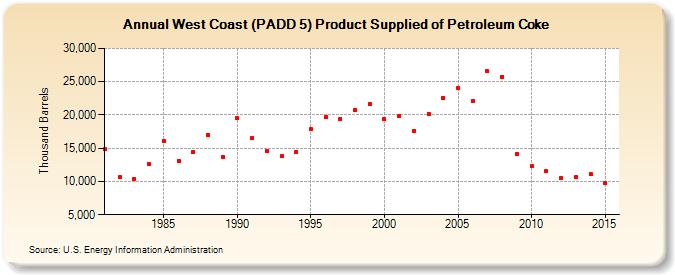 Annual West Coast (PADD 5) Product Supplied of Petroleum Coke
Thousand Barrels
30,000
25,000
20,000
15,000
10,000
5,000
1985 1990 1995 2000 2005 2010 2015
Source: U.S. Energy Information Administration